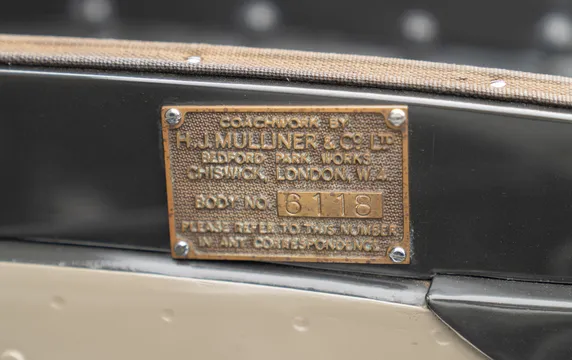 COACHWORK BY
H.J. MULLINER & CO. LTD.
BEDFORD PARK WORKS
CHISWICK, LONDON, W.4.
BODY NO. 6118
PLEASE REFER TO THIS NUMBER
IN ANY CORRESPONDENCE